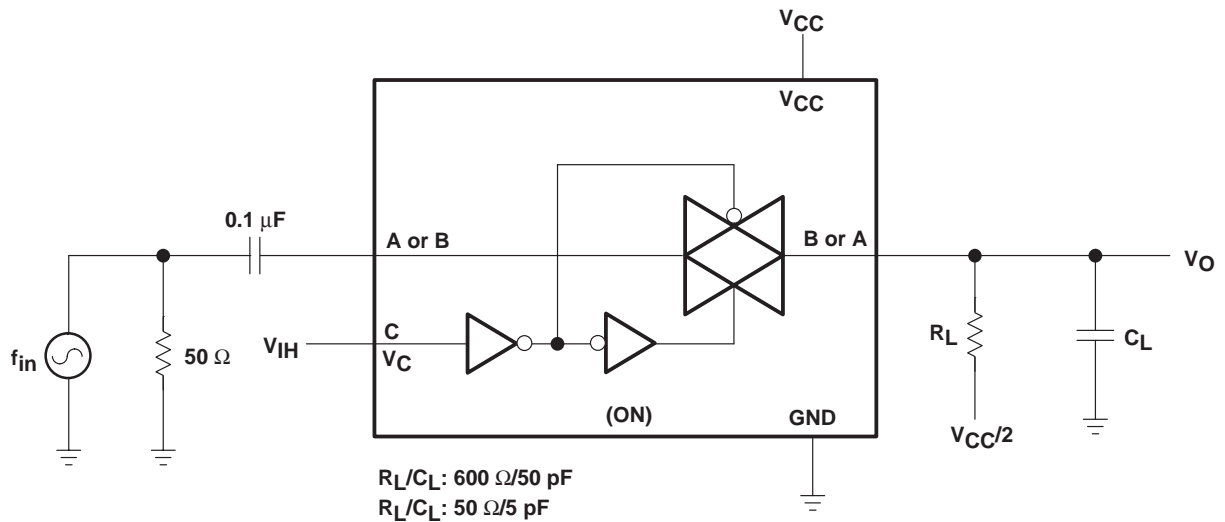 VCC
VCC
0.1 μF
A or B
B or A
VO
fin
50 Ω
VIH
C
VC
RL
CL
(ON)
GND
VCC/2
RL/CL: 600 Ω/50 pF
RL/CL: 50 Ω/5 pF